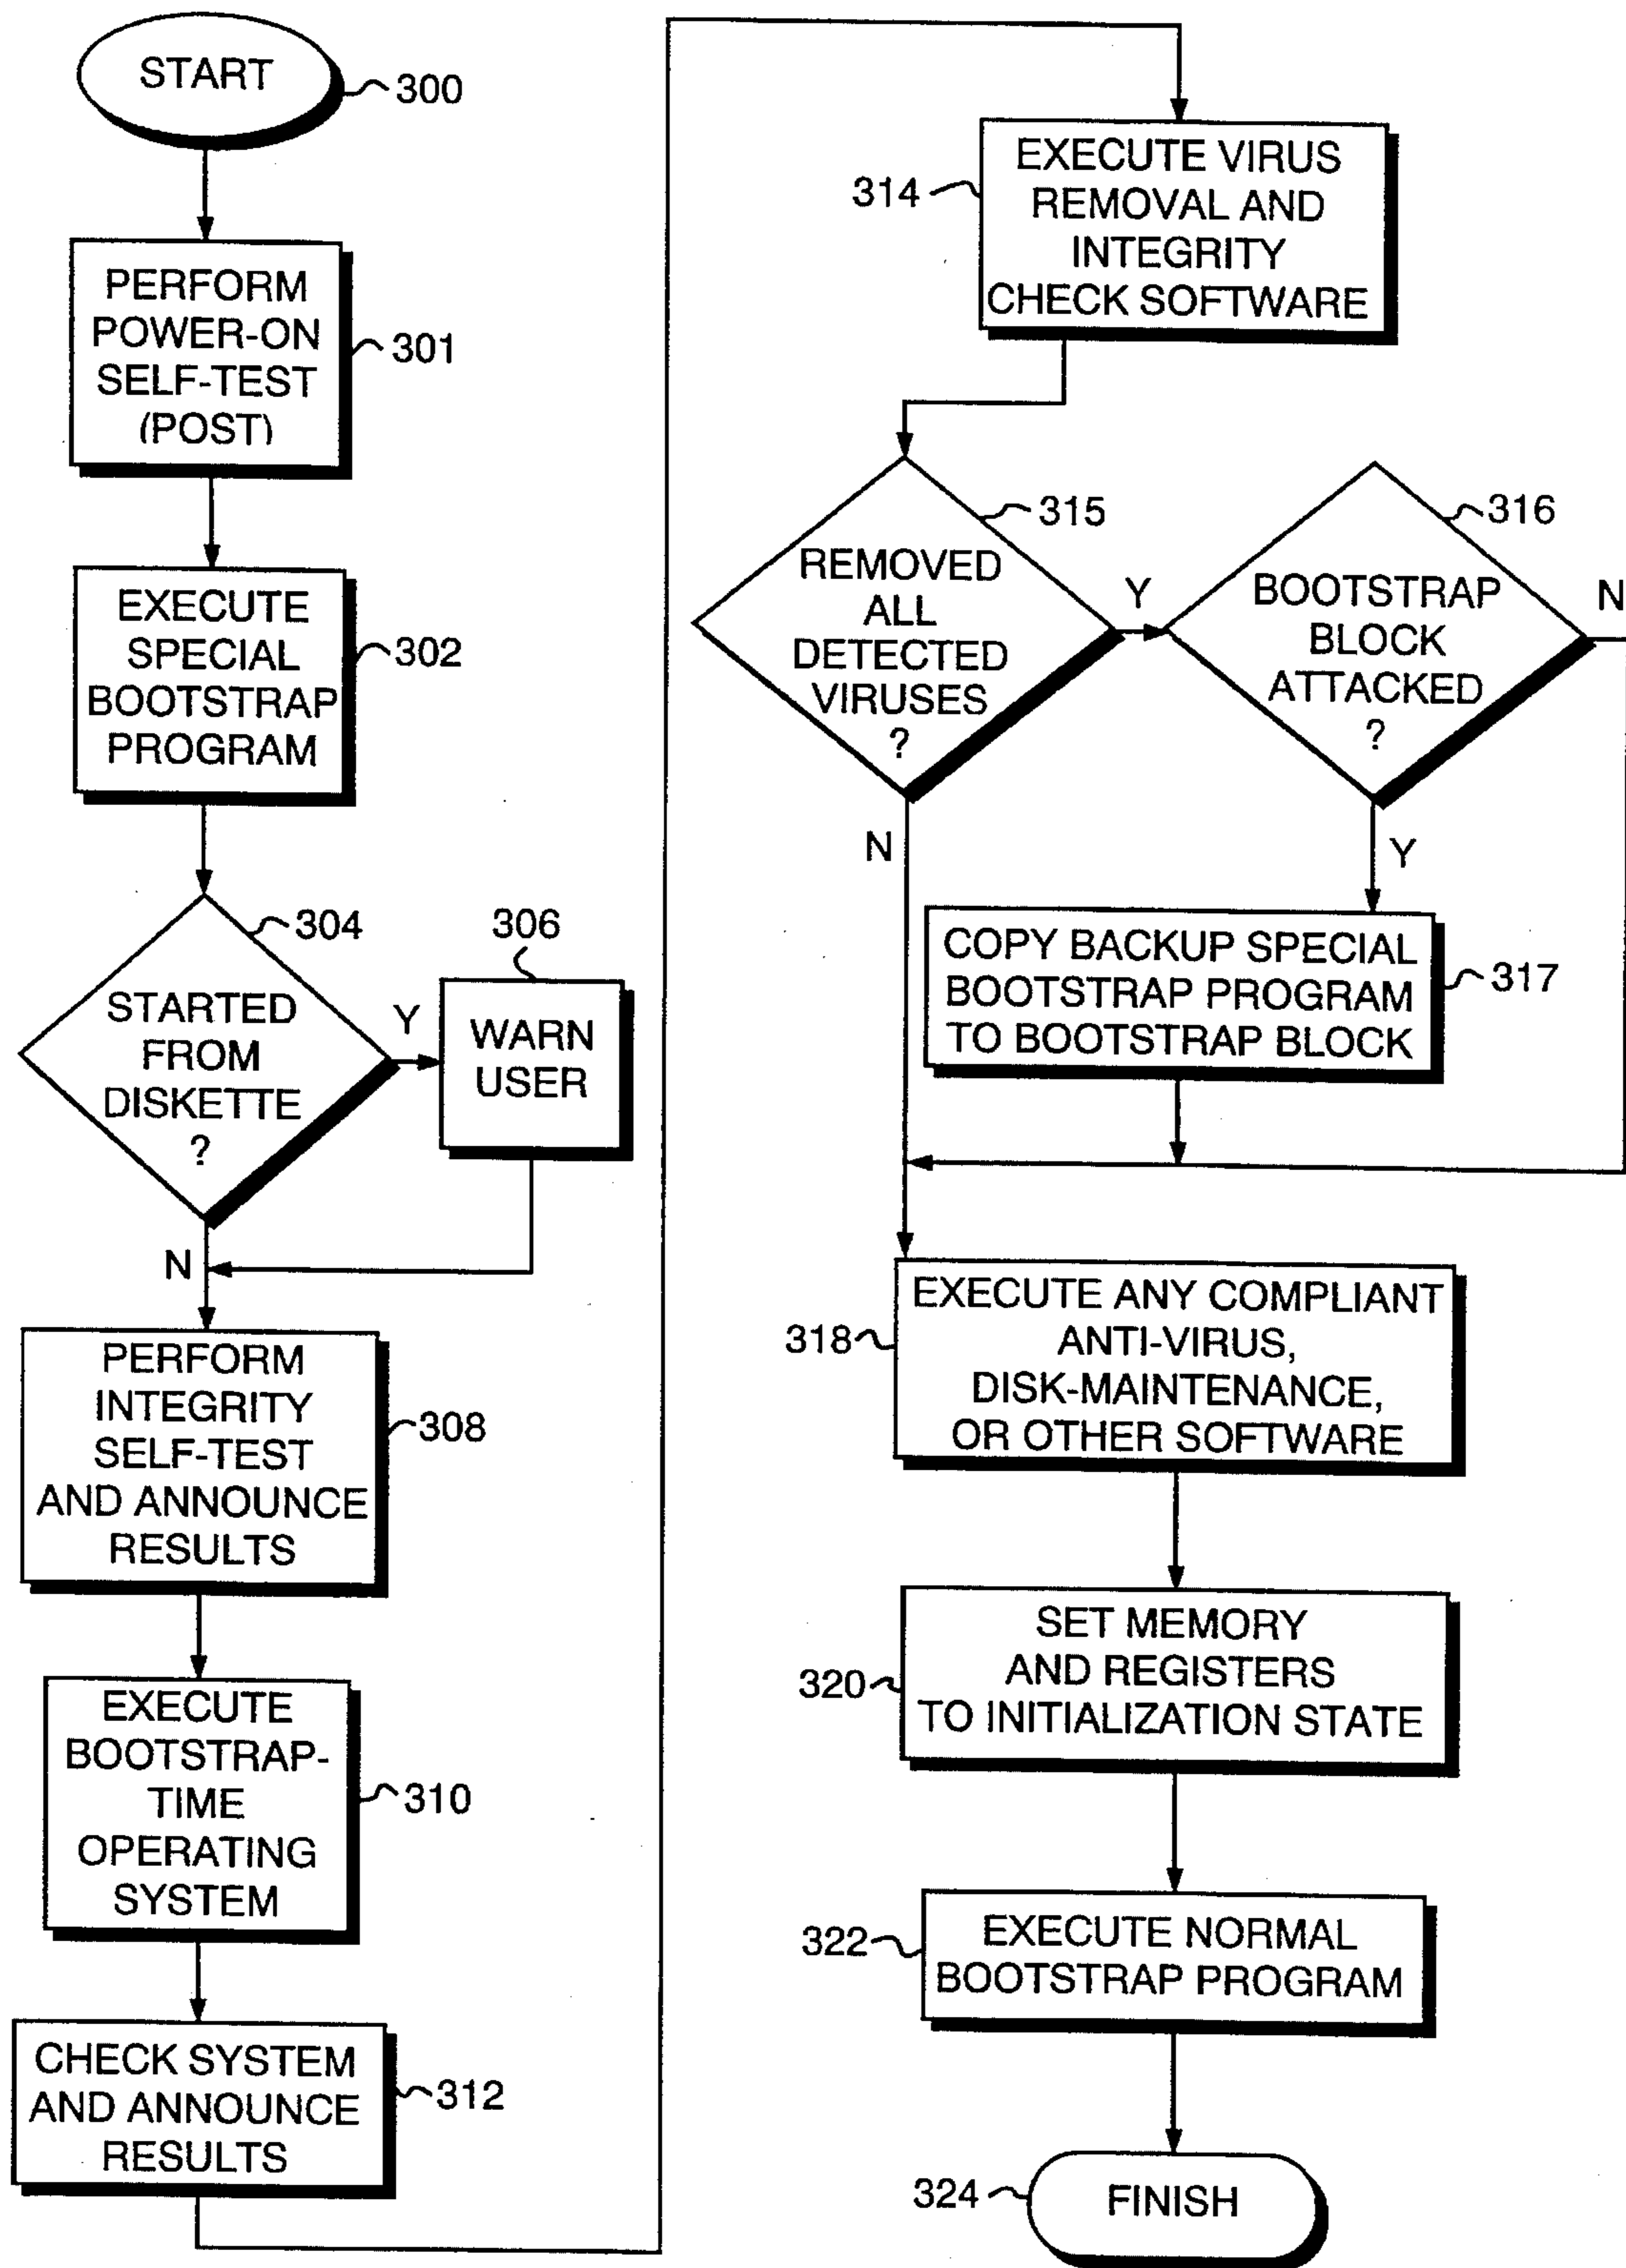 START
300
PERFORM
POWER-ON
SELF-TEST
(POST)
301
EXECUTE
SPECIAL
BOOTSTRAP
PROGRAM
302
304
STARTED
FROM
DISKETTE
?
Y
N
306
WARN
USER
PERFORM
INTEGRITY
SELF-TEST
AND ANNOUNCE
RESULTS
308
EXECUTE
BOOTSTRAP-
TIME
OPERATING
SYSTEM
310
CHECK SYSTEM
AND ANNOUNCE
RESULTS
312
314
EXECUTE VIRUS
REMOVAL AND
INTEGRITY
CHECK SOFTWARE
315
REMOVED
ALL
DETECTED
VIRUSES
?
Y
N
316
BOOTSTRAP
BLOCK
ATTACKED
?
N
Y
COPY BACKUP SPECIAL
BOOTSTRAP PROGRAM
TO BOOTSTRAP BLOCK
317
318
EXECUTE ANY COMPLIANT
ANTI-VIRUS,
DISK-MAINTENANCE,
OR OTHER SOFTWARE
320
SET MEMORY
AND REGISTERS
TO INITIALIZATION STATE
322
EXECUTE NORMAL
BOOTSTRAP PROGRAM
324
FINISH